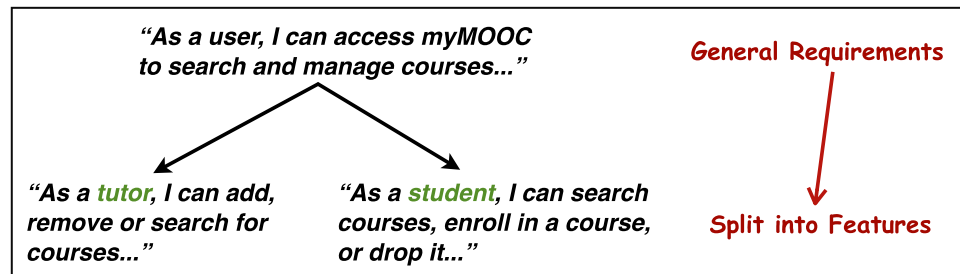 “As a user, I can access myMOOC
to search and manage courses...”
General Requirements
“As a tutor, I can add,
remove or search for
courses...”
“As a student, I can search
courses, enroll in a course,
or drop it...”
Split into Features